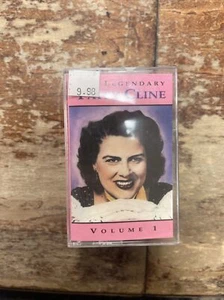 9.98
LEGENDARY
CLINE
VOLUME 1